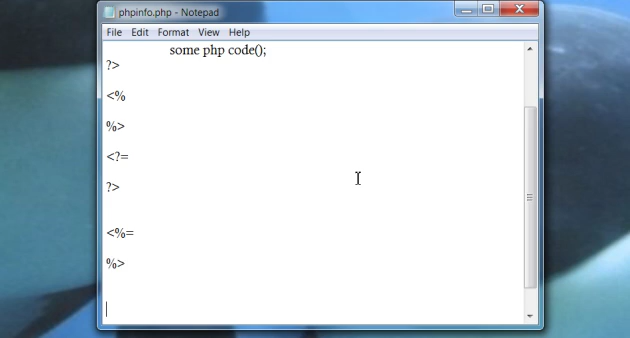 phpinfo.php - Notepad
File Edit Format View Help
some php code();
?>
<%
%>
<?=
?>
<%=
%>